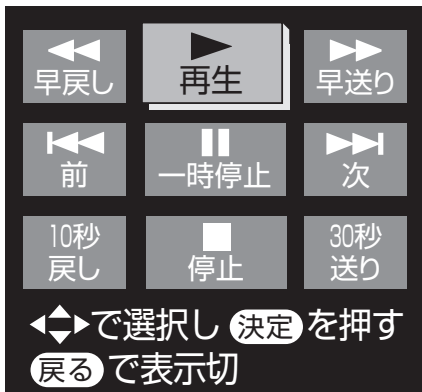 早戻し
再生
早送り
前
一時停止
次
10秒
戻し
停止
30秒
送り
で選択し 決定 を押す
戻る で表示切